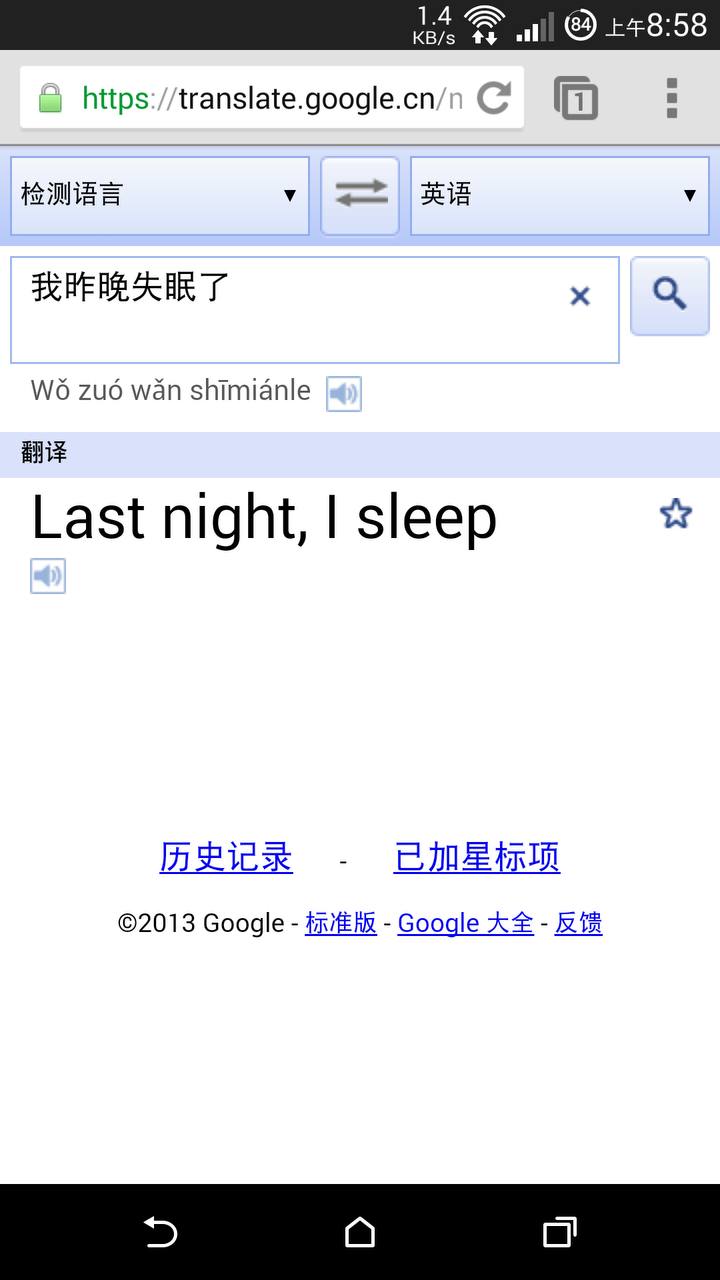 1.4 KB/s 84 上午8:58
https://translate.google.cn/n 1
检测语言 英语
我昨晚失眠了
Wǒ zuó wǎn shīmiánle
翻译
Last night, I sleep
历史记录 - 已加星标项
©2013 Google - 标准版 - Google 大全 - 反馈